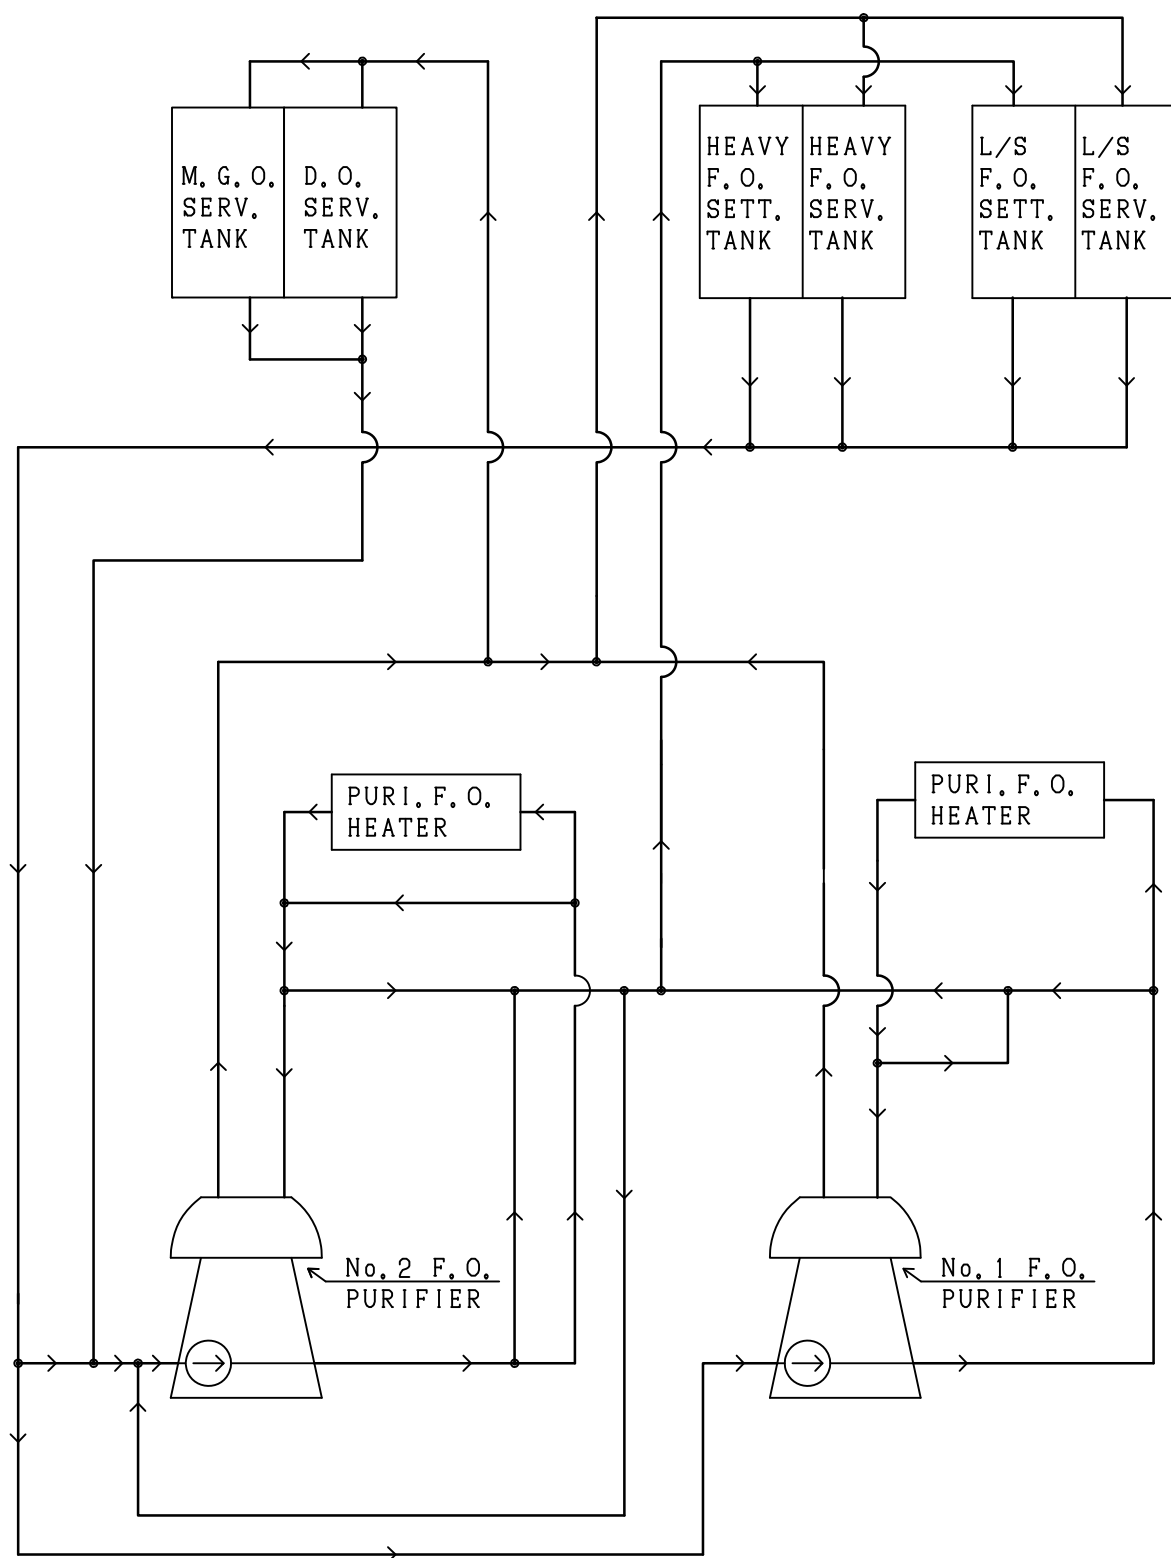 M.G.O.
SERV.
TANK
D.O.
SERV.
TANK
HEAVY
F.O.
SETT.
TANK
HEAVY
F.O.
SERV.
TANK
L/S
F.O.
SETT.
TANK
L/S
F.O.
SERV.
TANK
PURI.F.O.
HEATER
PURI.F.O.
HEATER
No.2 F.O.
PURIFIER
No.1 F.O.
PURIFIER